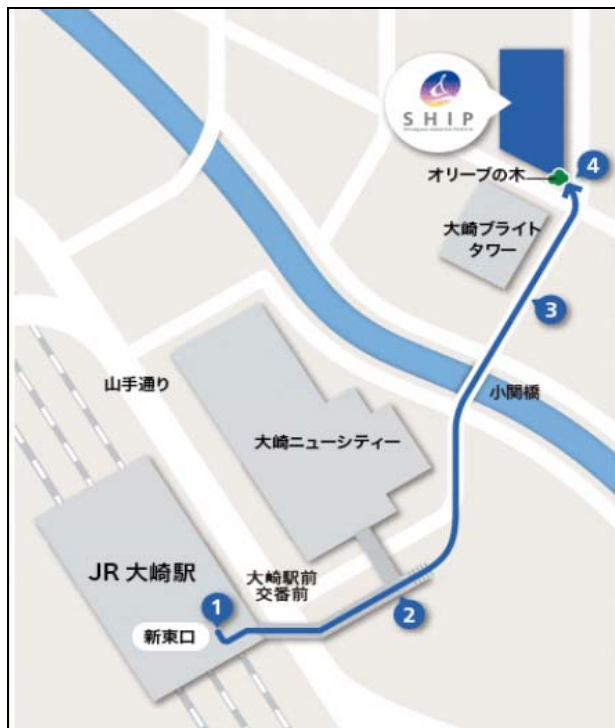 SHIP
4
オリーブの木
大崎ブライト
タワー
3
山手通り
小関橋
大崎ニューシティー
JR 大崎駅
大崎駅前
交番前
1
2
新東口